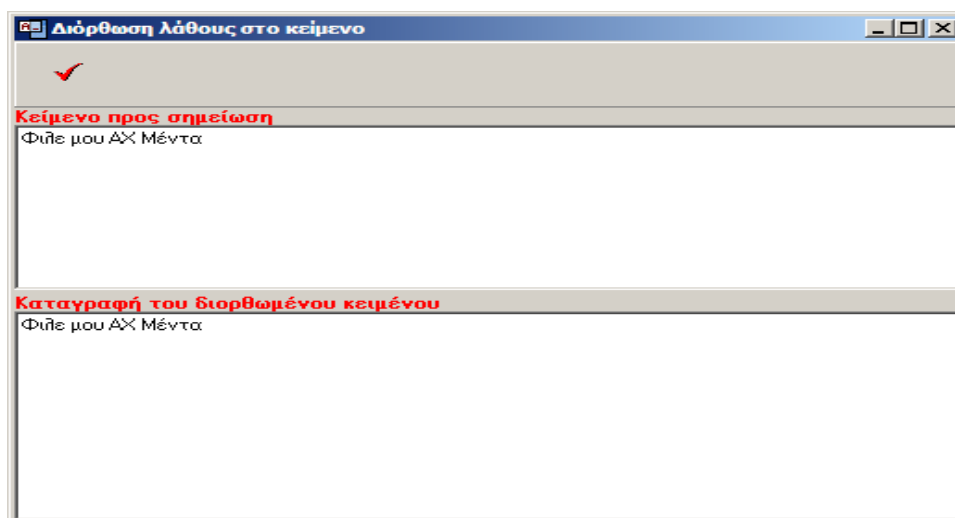 Διόρθωση λάθους στο κείμενο
Κείμενο προς σημείωση
Φιλε μου ΑΧ Μέντα
Καταγραφή του διορθωμένου κειμένου
Φιλε μου ΑΧ Μέντα